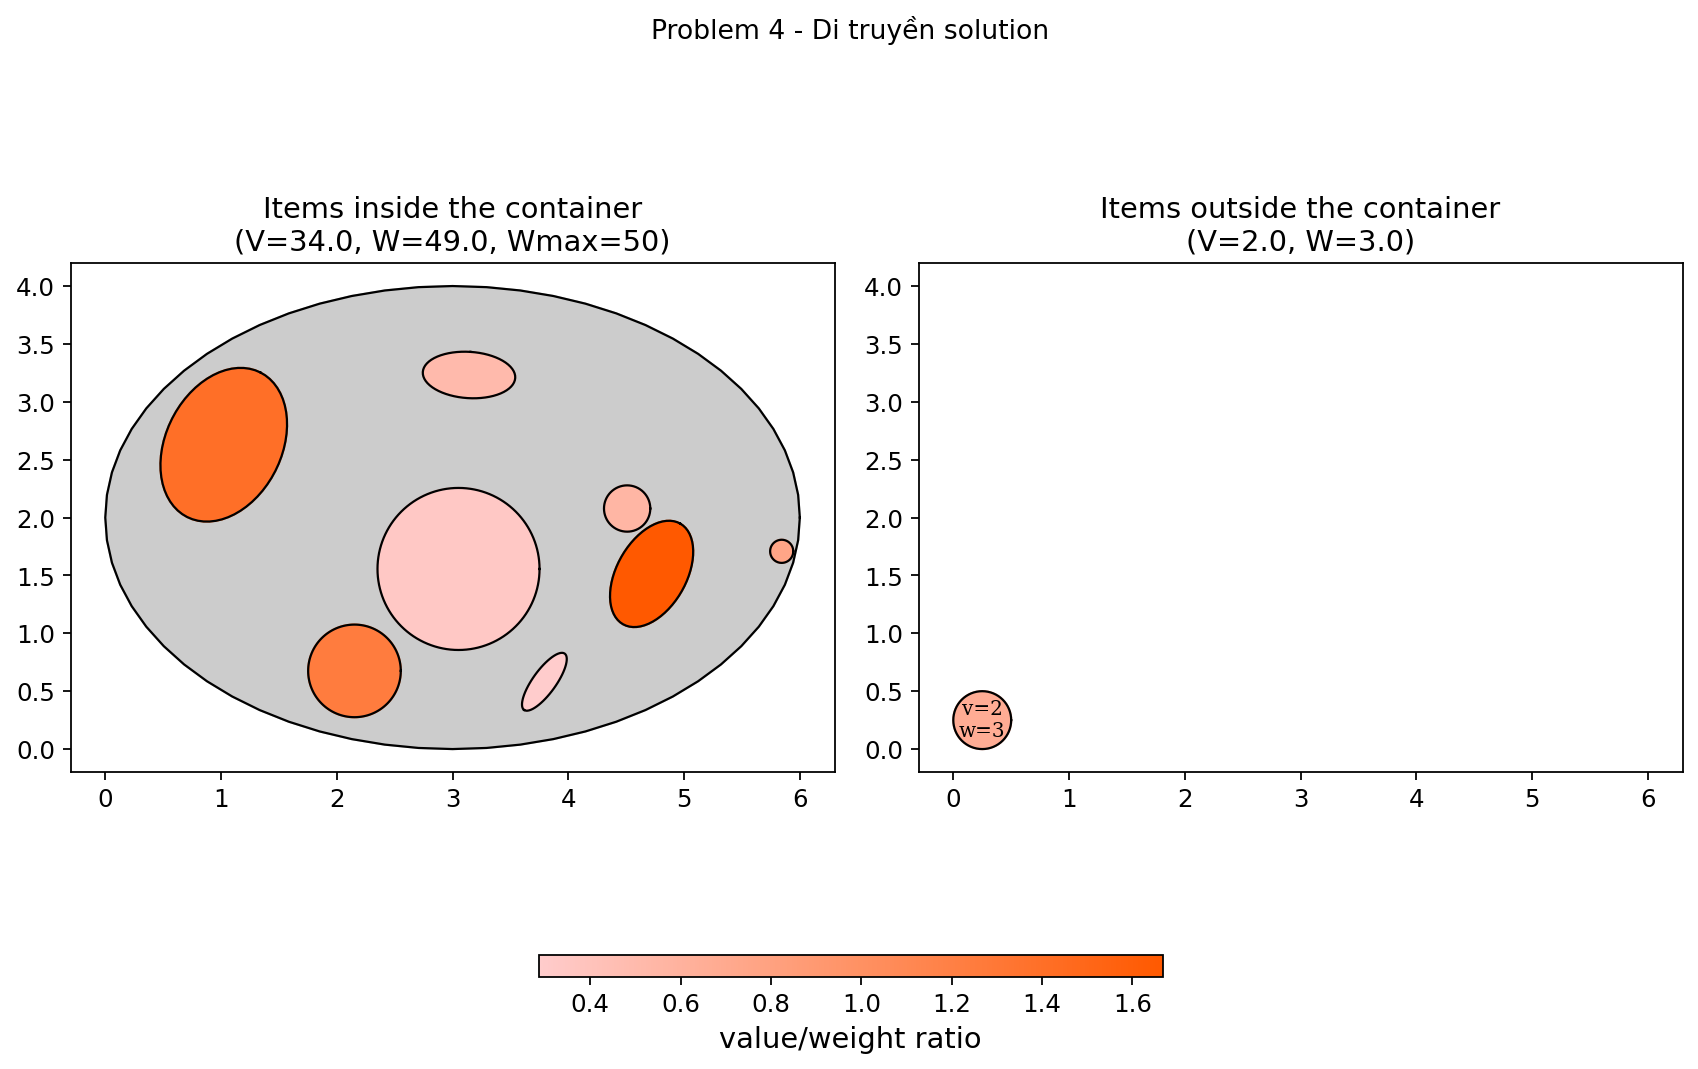 Problem 4 - Di truyền solution
Items inside the container
(V=34.0, W=49.0, Wmax=50)
4.0
3.5
3.0
2.5
2.0
1.5
1.0
0.5
0.0
0 1 2 3 4 5 6
Items outside the container
(V=2.0, W=3.0)
4.0
3.5
3.0
2.5
2.0
1.5
1.0
0.5
0.0
v=2
w=3
0 1 2 3 4 5 6
0.4 0.6 0.8 1.0 1.2 1.4 1.6
value/weight ratio